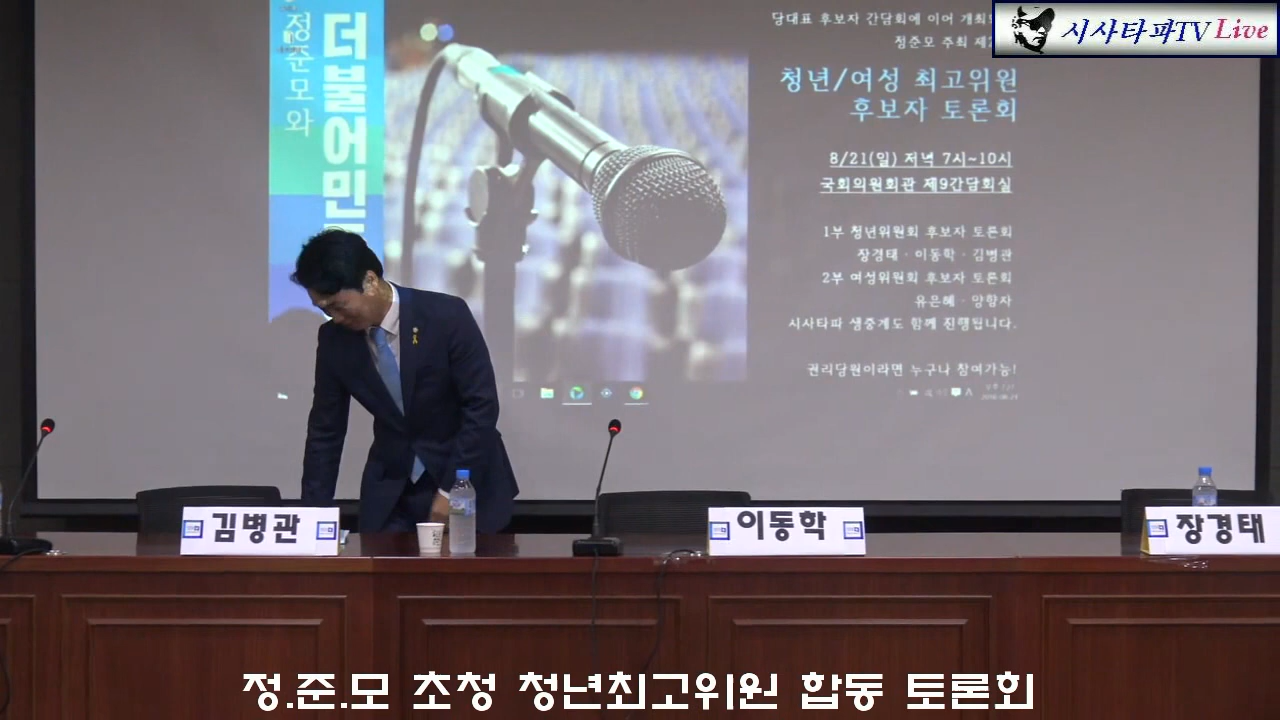 시사타파TV Live
정준모와
더불어민
당대표 후보자 간담회에 이어 개최
정준모 주최
청년/여성 최고위원
후보자 토론회
8/21(일) 저녁 7시~10시
국회의원회관 제9간담회실
1부 청년위원회 후보자 토론회
장경태 · 이동학 · 김병관
2부 여성위원회 후보자 토론회
유은혜 · 양향자
시사타파 생중계도 함께 진행됩니다.
권리당원이라면 누구나 참여가능!
김병관
이동학
장경태
정.준.모 초청 청년최고위원 합동 토론회